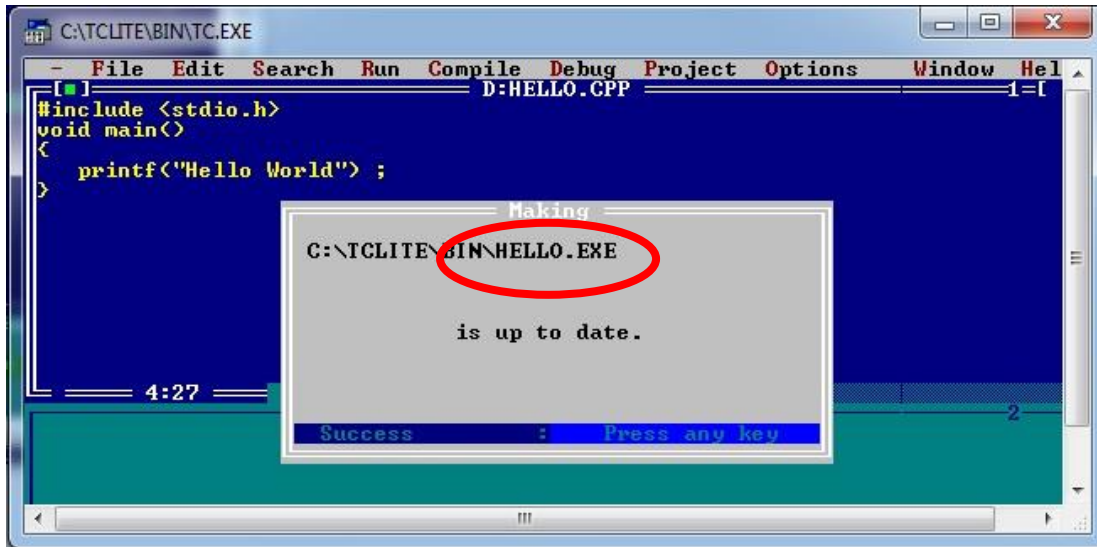 C:\TCLITE\BIN\TC.EXE
- File Edit Search Run Compile Debug Project Options Window Hel
[■] D:HELLO.CPP 1=[
#include <stdio.h>
void main()
{
printf("Hello World") ;
}
Making
C:\TCLITE\BIN\HELLO.EXE
is up to date.
4:27
2
Success : Press any key